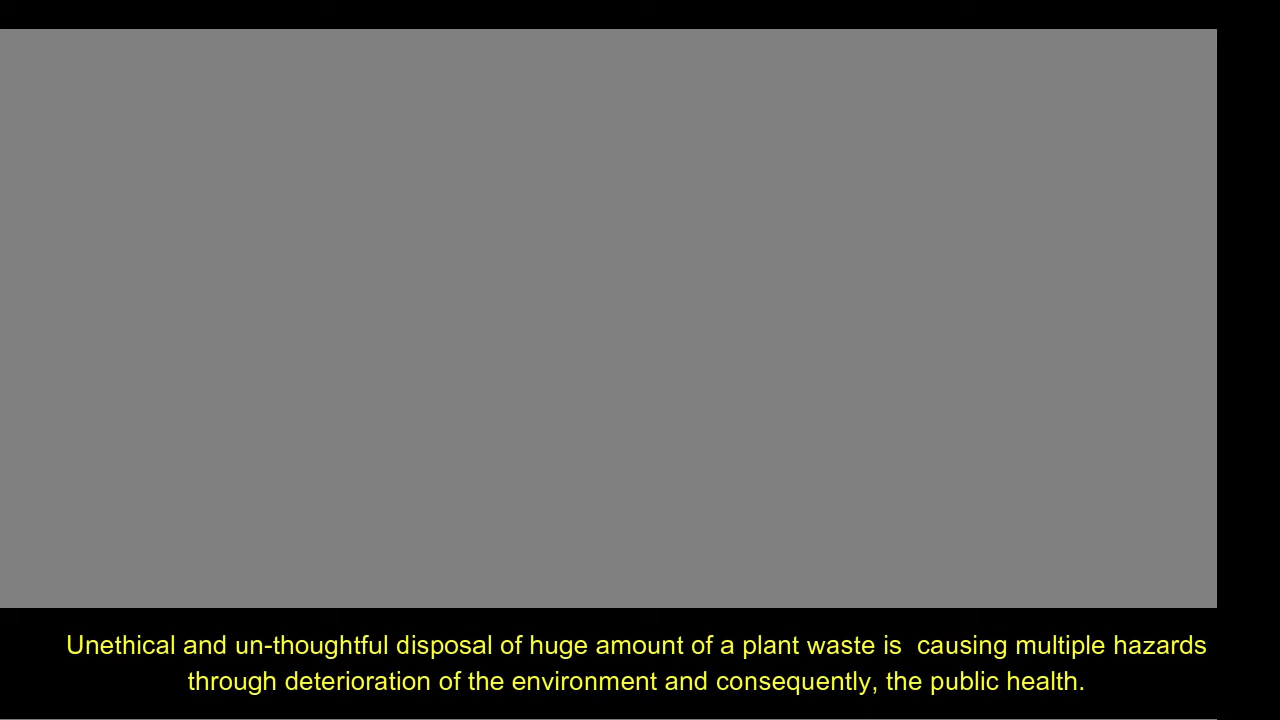 Unethical and un-thoughtful disposal of huge amount of a plant waste is  causing multiple hazards
through deterioration of the environment and consequently, the public health.